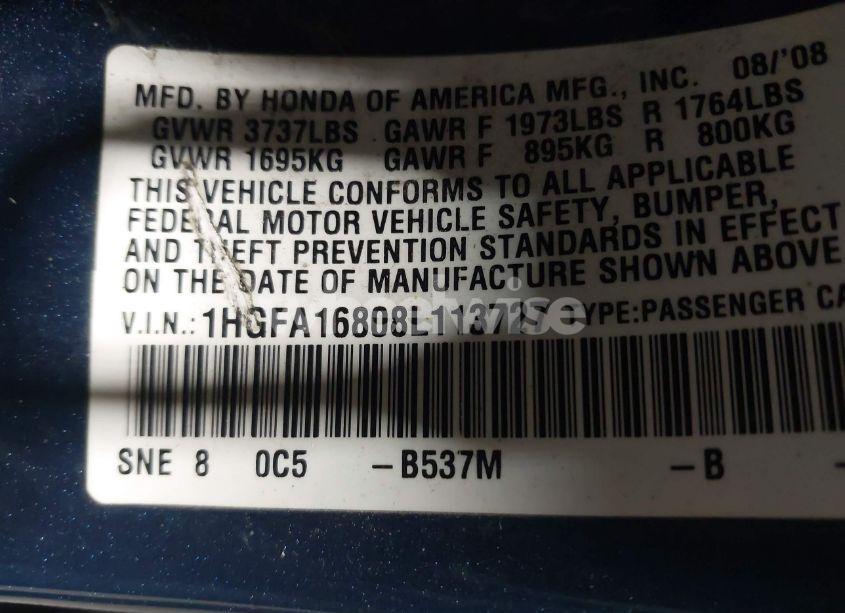 MFD. BY HONDA OF AMERICA MFG., INC. 08/'08
GVWR 3737LBS GAWR F 1973LBS R 1764LBS
GVWR 1695KG GAWR F 895KG R 800KG
THIS VEHICLE CONFORMS TO ALL APPLICABLE
FEDERAL MOTOR VEHICLE SAFETY, BUMPER,
AND THEFT PREVENTION STANDARDS IN EFFECT
ON THE DATE OF MANUFACTURE SHOWN ABOVE
V.I.N.: 1HGFA16808L113727 TYPE:PASSENGER CA
SNE 8 0C5 -B537M -B -